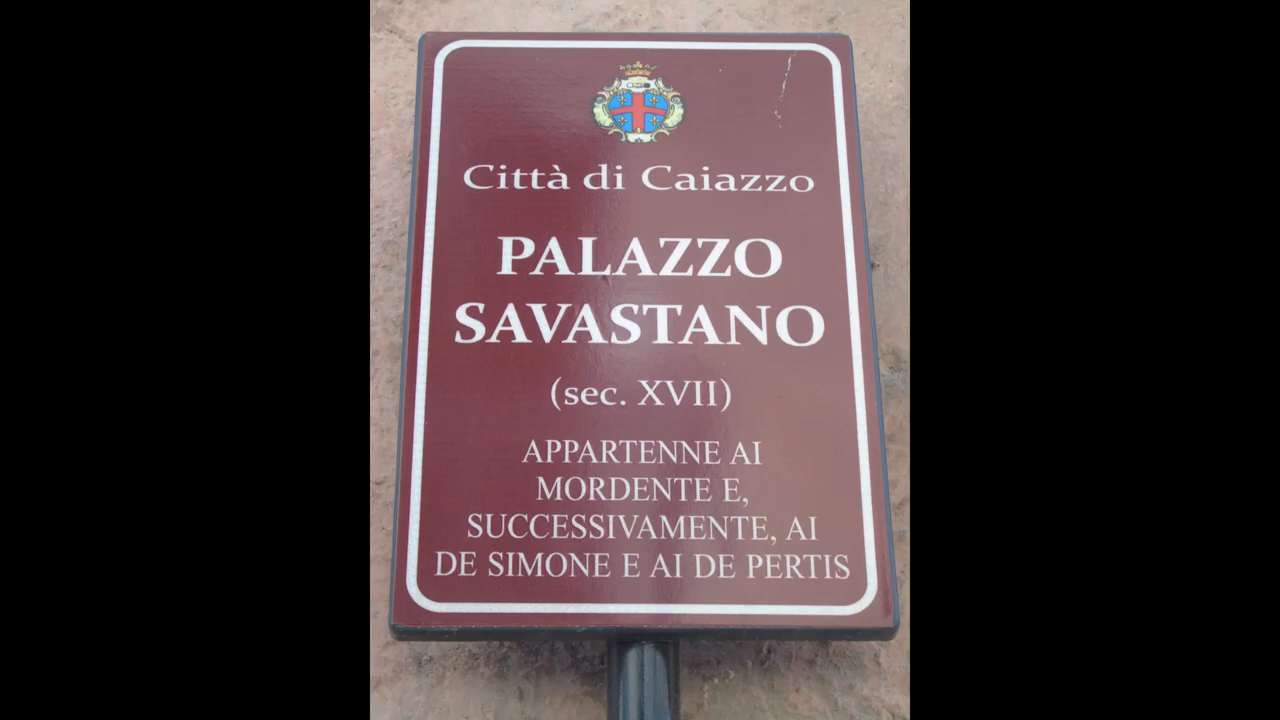 Città di Caiazzo
PALAZZO
SAVASTANO
(sec. XVII)
APPARTENNE AI
MORDENTE E,
SUCCESSIVAMENTE, AI
DE SIMONE E AI DE PERTIS